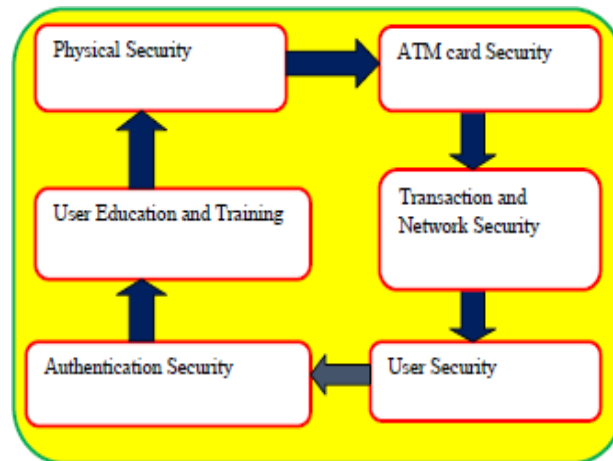 Physical Security
ATM card Security
User Education and Training
Transaction and
Network Security
Authentication Security
User Security